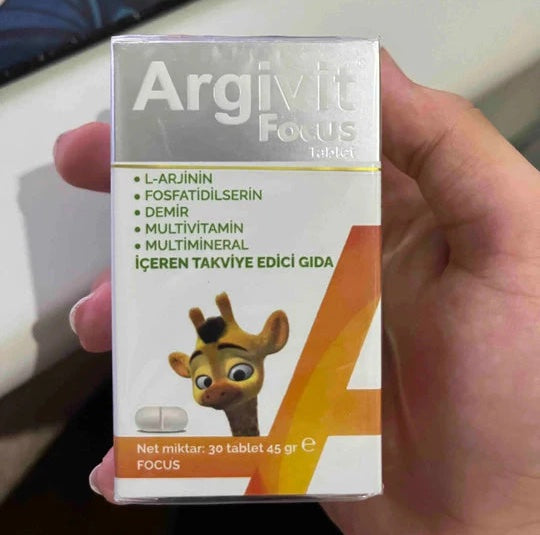 Argivit
Focus
Tablet
• L-ARJİNİN
• FOSFATİDİLSERİN
• DEMİR
• MULTİVİTAMİN
• MULTİMİNERAL
İÇEREN TAKVİYE EDİCİ GIDA
Net miktar: 30 tablet 45 gr ℮
FOCUS